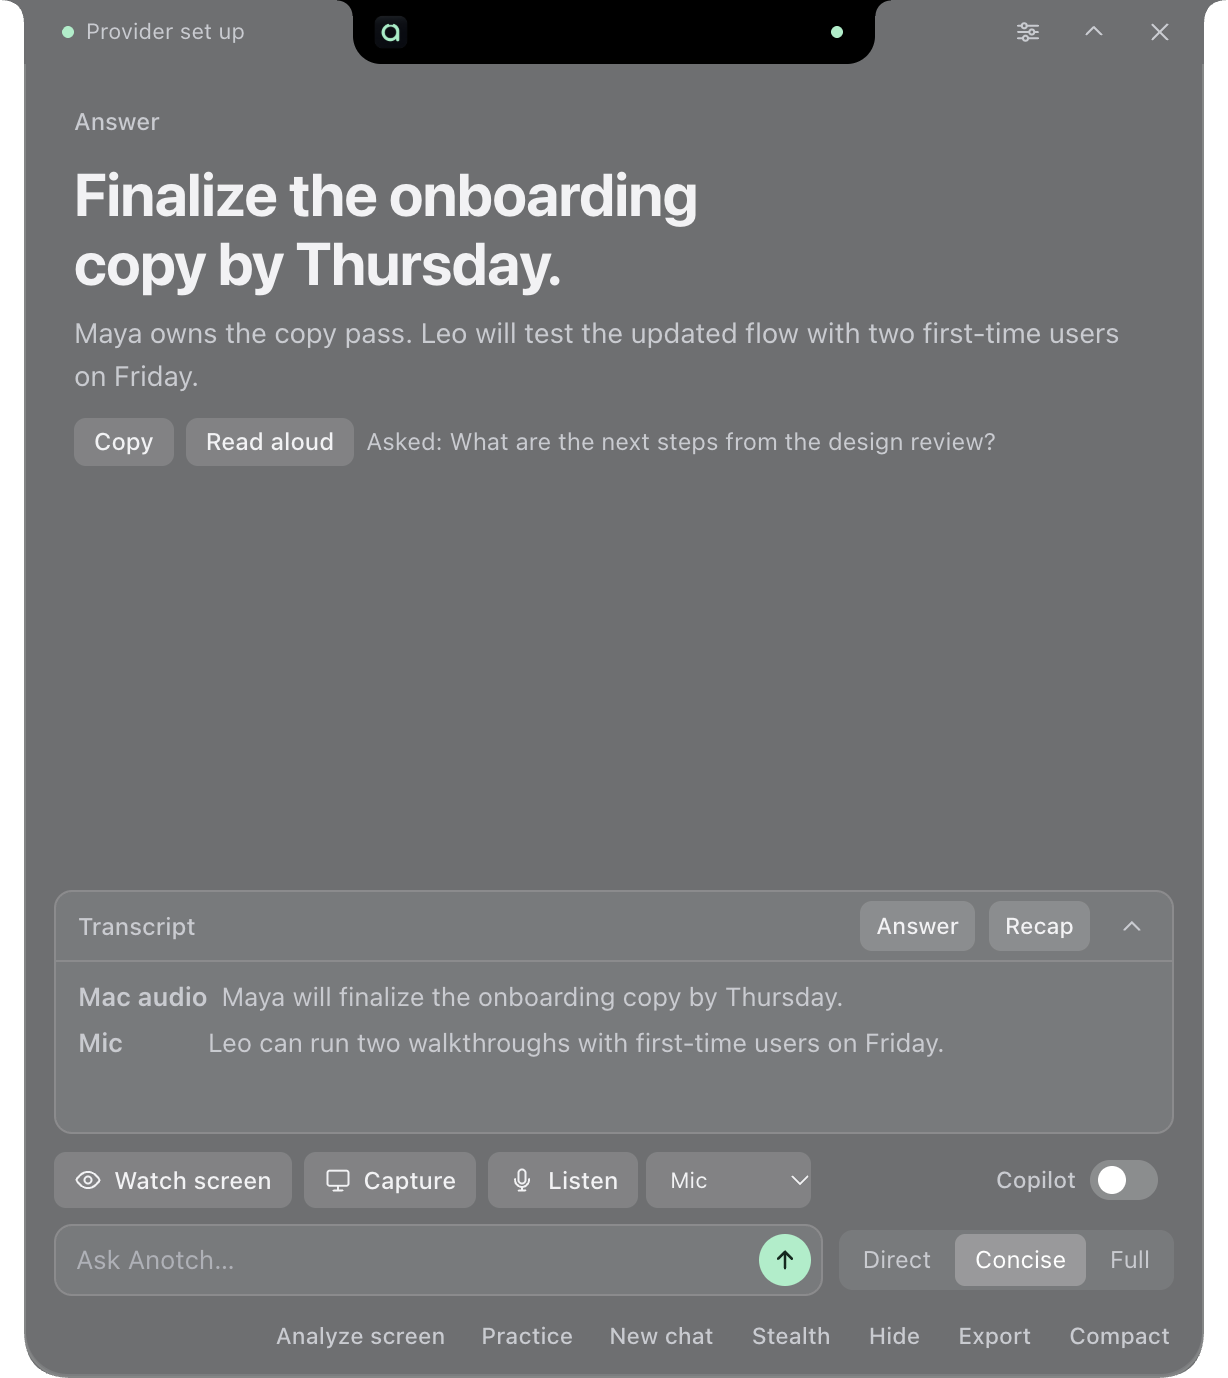 Provider set up
Answer
Finalize the onboarding
copy by Thursday.
Maya owns the copy pass. Leo will test the updated flow with two first-time users
on Friday.
Copy Read aloud Asked: What are the next steps from the design review?
Transcript Answer Recap
Mac audio Maya will finalize the onboarding copy by Thursday.
Mic Leo can run two walkthroughs with first-time users on Friday.
Watch screen Capture Listen Mic Copilot
Ask Anotch... Direct Concise Full
Analyze screen Practice New chat Stealth Hide Export Compact